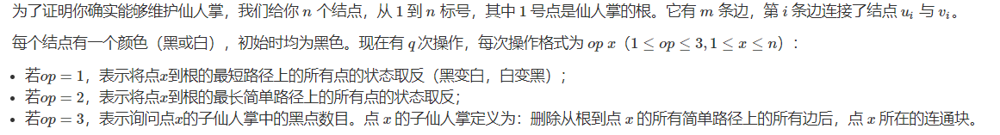 为了证明你确实能够维护仙人掌，我们给你 n 个结点，从 1 到 n 标号，其中 1 号点是仙人掌的根。它有 m 条边，第 i 条边连接了结点 u_i 与 v_i。
每个结点有一个颜色（黑或白），初始时均为黑色。现在有 q 次操作，每次操作格式为 op x（1 ≤ op ≤ 3, 1 ≤ x ≤ n）：
• 若op = 1，表示将点x到根的最短路径上的所有点的状态取反（黑变白，白变黑）；
• 若op = 2，表示将点x到根的最长简单路径上的所有点的状态取反；
• 若op = 3，表示询问点x的子仙人掌中的黑点数目。点 x 的子仙人掌定义为：删除从根到点 x 的所有简单路径上的所有边后，点 x 所在的连通块。